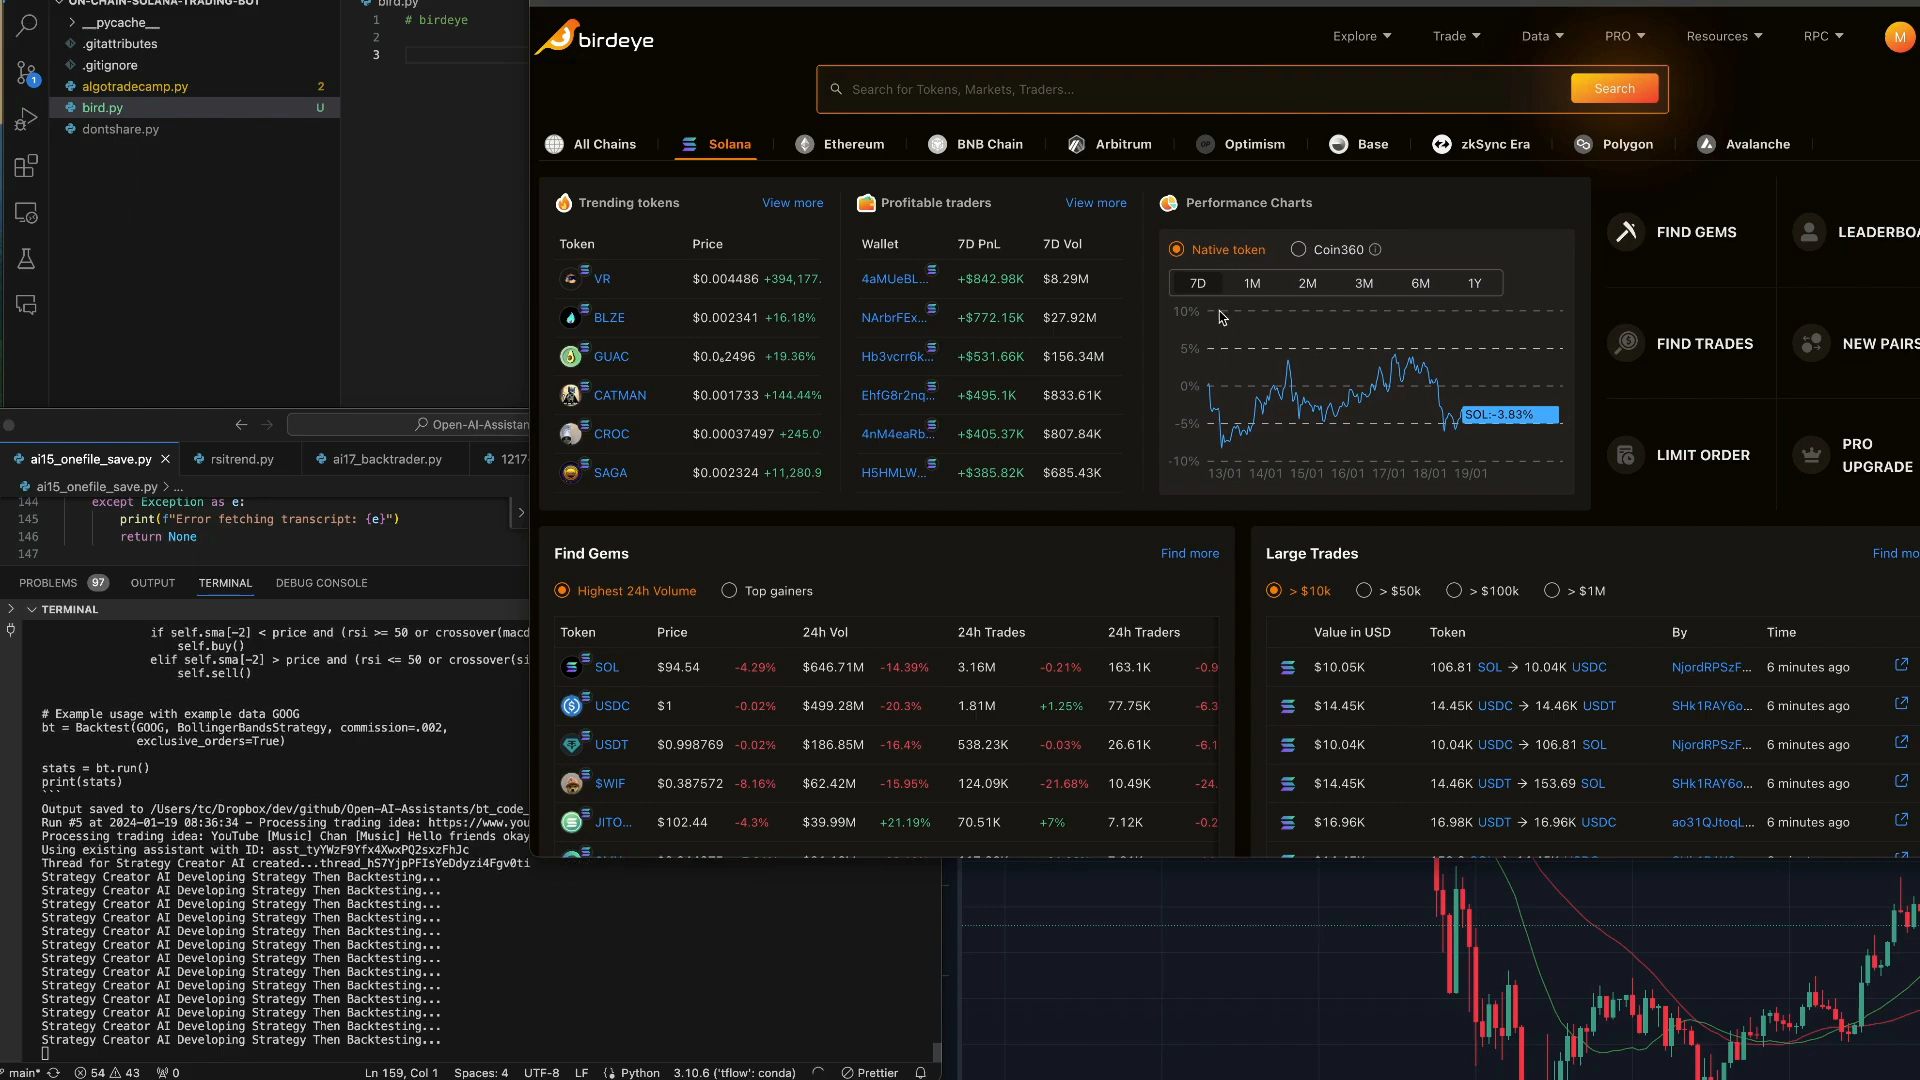 ON-CHAIN-SOLANA-TRADING-BOT
__pycache__
.gitattributes
.gitignore
algotradecamp.py 2
bird.py U
dontshare.py
1
bird.py
1 # birdeye
2
3
birdeye
Explore Trade Data PRO Resources RPC M
Search for Tokens, Markets, Traders... Search
All Chains Solana Ethereum BNB Chain Arbitrum Optimism Base zkSync Era Polygon Avalanche
Trending tokens View more
Token Price
VR $0.004486 +394,177.
BLZE $0.002341 +16.18%
GUAC $0.0₈2496 +19.36%
CATMAN $0.001733 +144.44%
CROC $0.00037497 +245.0
SAGA $0.002324 +11,280.9
Profitable traders View more
Wallet 7D PnL 7D Vol
4aMUeBL... +$842.98K $8.29M
NArbrFEx... +$772.15K $27.92M
Hb3vcrr6k... +$531.66K $156.34M
EhfG8r2nq... +$495.1K $833.61K
4nM4eaRb... +$405.37K $807.84K
H5HMLW... +$385.82K $685.43K
Performance Charts
Native token Coin360
7D 1M 2M 3M 6M 1Y
10%
5%
0%
-5%
-10%
SOL:-3.83%
13/01 14/01 15/01 16/01 17/01 18/01 19/01
FIND GEMS LEADERBOA
FIND TRADES NEW PAIRS
LIMIT ORDER PRO UPGRADE
Find Gems Find more
Highest 24h Volume Top gainers
Token Price 24h Vol 24h Trades 24h Traders
SOL $94.54 -4.29% $646.71M -14.39% 3.16M -0.21% 163.1K -0.9
USDC $1 -0.02% $499.28M -20.3% 1.81M +1.25% 77.75K -6.3
USDT $0.998769 -0.02% $186.85M -16.4% 538.23K -0.03% 26.61K -6.1
$WIF $0.387572 -8.16% $62.42M -15.95% 124.09K -21.68% 10.49K -24.
JITO... $102.44 -4.3% $39.99M +21.19% 70.51K +7% 7.12K -0.2
Large Trades Find mo
> $10k > $50k > $100k > $1M
Value in USD Token By Time
$10.05K 106.81 SOL → 10.04K USDC NjordRPSzF... 6 minutes ago
$14.45K 14.45K USDC → 14.46K USDT SHk1RAY6o... 6 minutes ago
$10.04K 10.04K USDC → 106.81 SOL NjordRPSzF... 6 minutes ago
$14.45K 14.46K USDT → 153.69 SOL SHk1RAY6o... 6 minutes ago
$16.96K 16.98K USDT → 16.96K USDC ao31QJtoqL... 6 minutes ago
Open-AI-Assistan
ai15_onefile_save.py rsitrend.py ai17_backtrader.py 1217-
ai15_onefile_save.py > ...
144 except Exception as e:
145 print(f"Error fetching transcript: {e}")
146 return None
147
PROBLEMS 97 OUTPUT TERMINAL DEBUG CONSOLE
TERMINAL
if self.sma[-2] < price and (rsi >= 50 or crossover(macd
self.buy()
elif self.sma[-2] > price and (rsi <= 50 or crossover(si
self.sell()
# Example usage with example data GOOG
bt = Backtest(GOOG, BollingerBandsStrategy, commission=.002,
exclusive_orders=True)
stats = bt.run()
print(stats)
```
Output saved to /Users/tc/Dropbox/dev/github/Open-AI-Assistants/bt_code_
Run #5 at 2024-01-19 08:36:34 - Processing trading idea: https://www.you
Processing trading idea: YouTube [Music] Chan [Music] Hello friends okay
Using existing assistant with ID: asst_tyYWzF9Yfx4XwxPQ2sxzFhJc
Thread for Strategy Creator AI created...thread_hS7YjpPFIsYeDdyzi4Fgv0ti
Strategy Creator AI Developing Strategy Then Backtesting...
Strategy Creator AI Developing Strategy Then Backtesting...
Strategy Creator AI Developing Strategy Then Backtesting...
Strategy Creator AI Developing Strategy Then Backtesting...
Strategy Creator AI Developing Strategy Then Backtesting...
Strategy Creator AI Developing Strategy Then Backtesting...
Strategy Creator AI Developing Strategy Then Backtesting...
Strategy Creator AI Developing Strategy Then Backtesting...
Strategy Creator AI Developing Strategy Then Backtesting...
Strategy Creator AI Developing Strategy Then Backtesting...
Strategy Creator AI Developing Strategy Then Backtesting...
Strategy Creator AI Developing Strategy Then Backtesting...
Strategy Creator AI Developing Strategy Then Backtesting...
main* 54 43 0 Ln 159, Col 1 Spaces: 4 UTF-8 LF Python 3.10.6 ('tflow': conda) Prettier